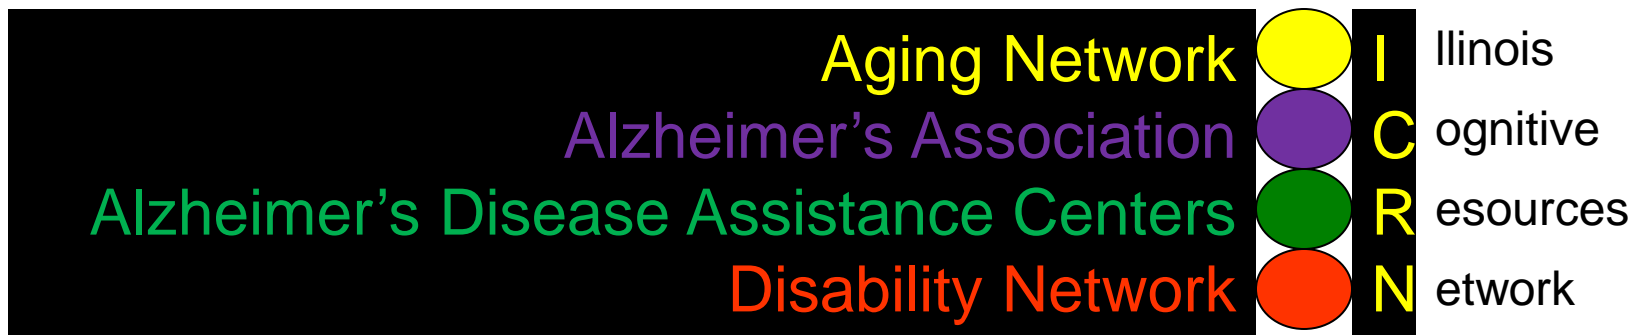 Aging Network I llinois
Alzheimer’s Association C ognitive
Alzheimer’s Disease Assistance Centers R esources
Disability Network N etwork